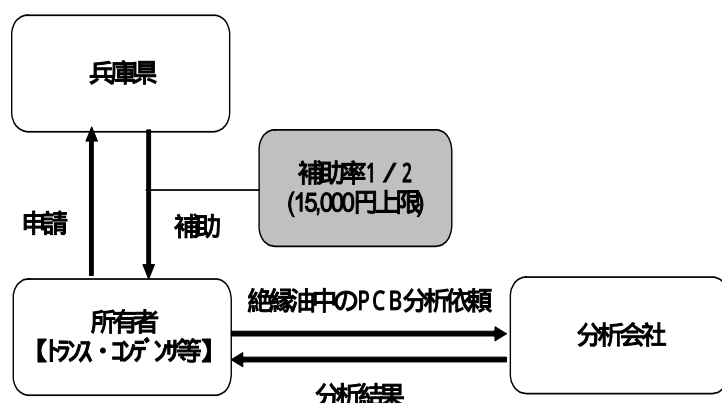 兵庫県
補助率1/2
(15,000円上限)
申請
補助
所有者
【トランス・コンデンサ等】
絶縁油中のPCB分析依頼
分析会社
分析結果